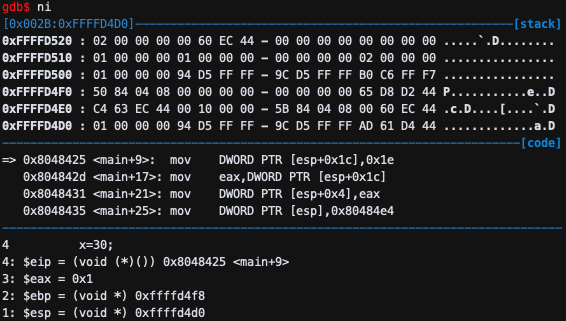 gdb$ ni
[0x002B:0xFFFFD4D0]------------------------------------------------------[stack]
0xFFFFD520 : 02 00 00 00 00 60 EC 44 - 00 00 00 00 00 00 00 00 .....`.D........
0xFFFFD510 : 01 00 00 00 01 00 00 00 - 00 00 00 00 02 00 00 00 ................
0xFFFFD500 : 01 00 00 00 94 D5 FF FF - 9C D5 FF FF B0 C6 FF F7 ................
0xFFFFD4F0 : 50 84 04 08 00 00 00 00 - 00 00 00 00 65 D8 D2 44 P...........e..D
0xFFFFD4E0 : C4 63 EC 44 00 10 00 00 - 5B 84 04 08 00 60 EC 44 .c.D....[....`.D
0xFFFFD4D0 : 01 00 00 00 94 D5 FF FF - 9C D5 FF FF AD 61 D4 44 .............a.D
[code]
=> 0x8048425 <main+9>: mov DWORD PTR [esp+0x1c],0x1e
0x804842d <main+17>: mov eax,DWORD PTR [esp+0x1c]
0x8048431 <main+21>: mov DWORD PTR [esp+0x4],eax
0x8048435 <main+25>: mov DWORD PTR [esp],0x80484e4
4 x=30;
4: $eip = (void (*)()) 0x8048425 <main+9>
3: $eax = 0x1
2: $ebp = (void *) 0xffffd4f8
1: $esp = (void *) 0xffffd4d0